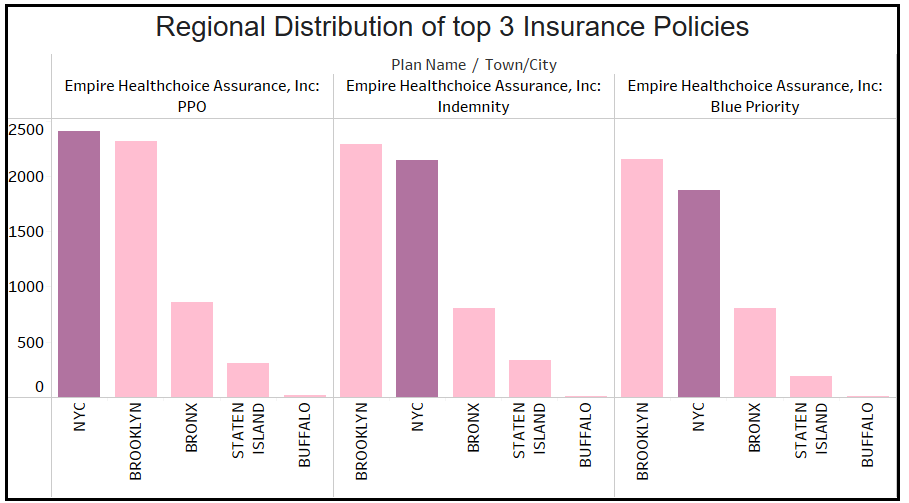 Regional Distribution of top 3 Insurance Policies
Plan Name / Town/City
Empire Healthchoice Assurance, Inc:
PPO
Empire Healthchoice Assurance, Inc:
Indemnity
Empire Healthchoice Assurance, Inc:
Blue Priority
2500
2000
1500
1000
500
0
NYC
BROOKLYN
BRONX
STATEN
ISLAND
BUFFALO
BROOKLYN
NYC
BRONX
STATEN
ISLAND
BUFFALO
BROOKLYN
NYC
BRONX
STATEN
ISLAND
BUFFALO